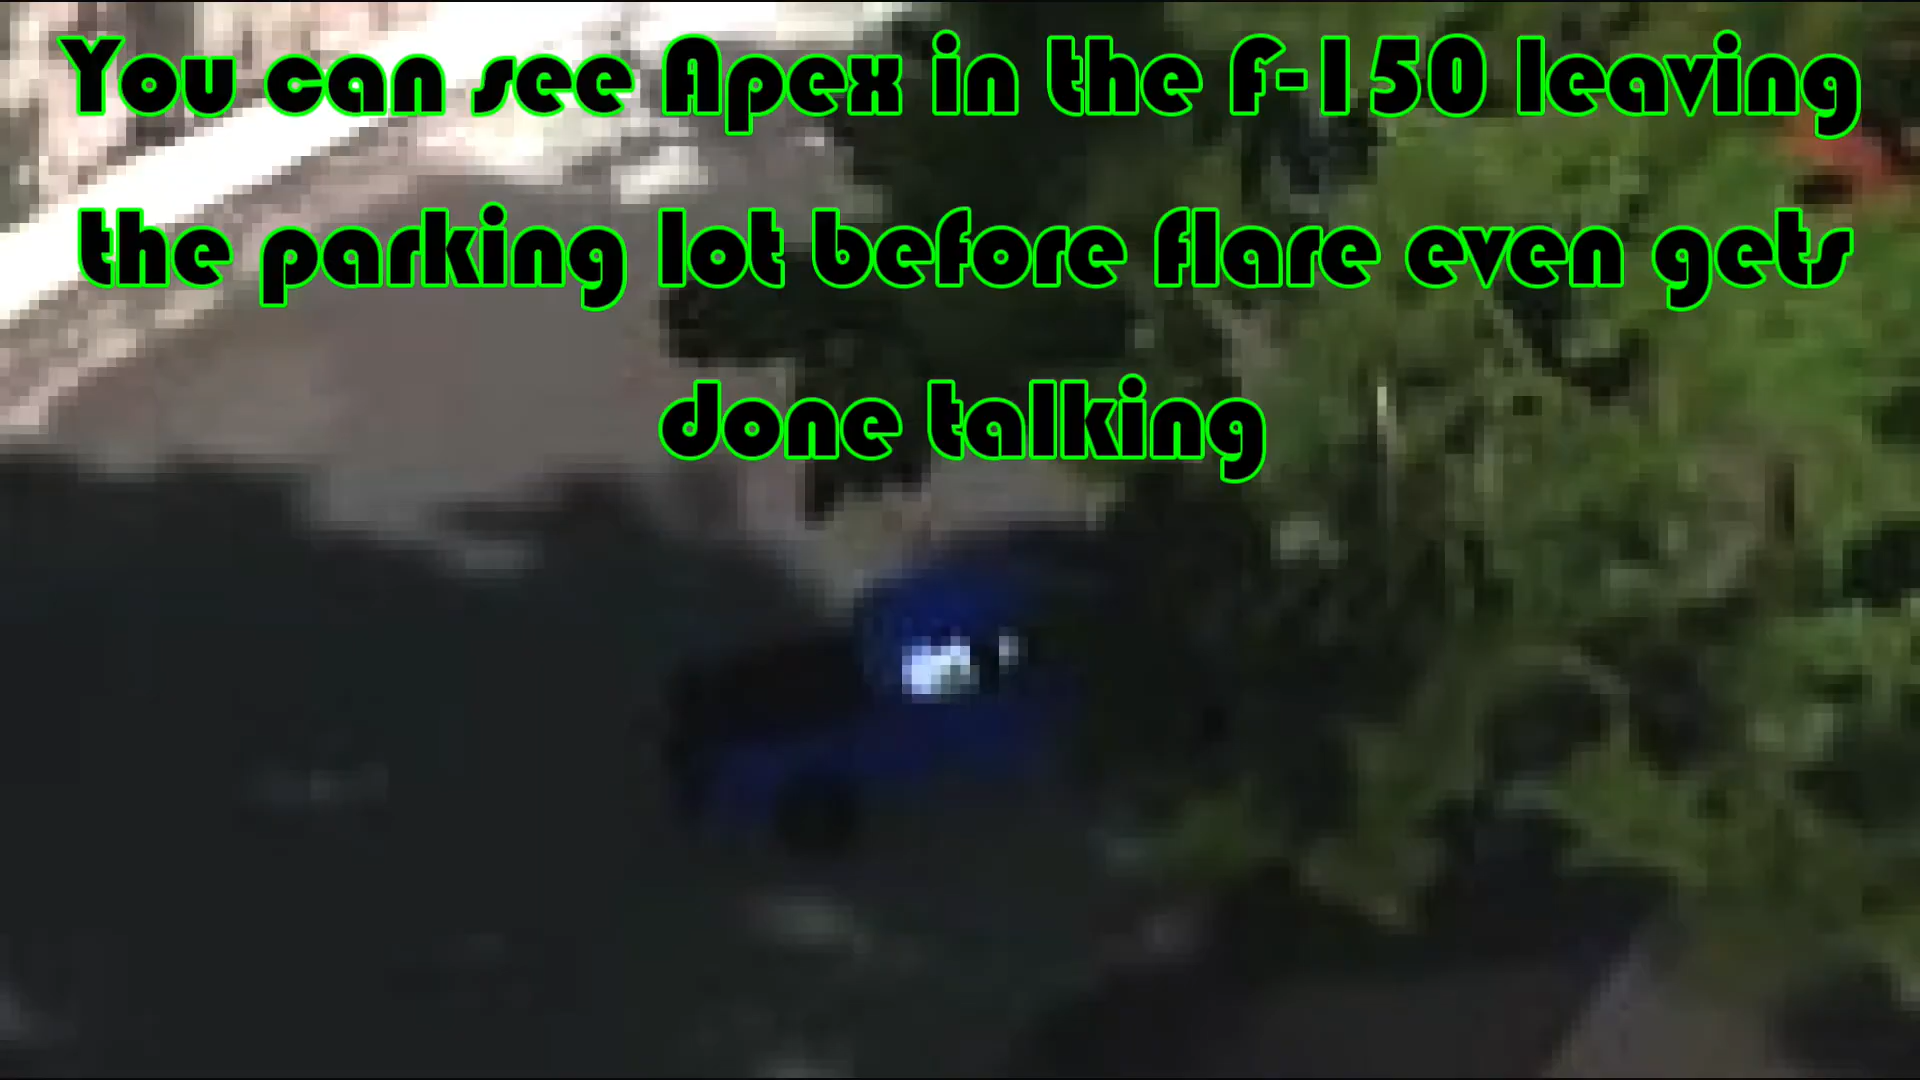 You can see Apex in the F-150 leaving
the parking lot before flare even gets
done talking